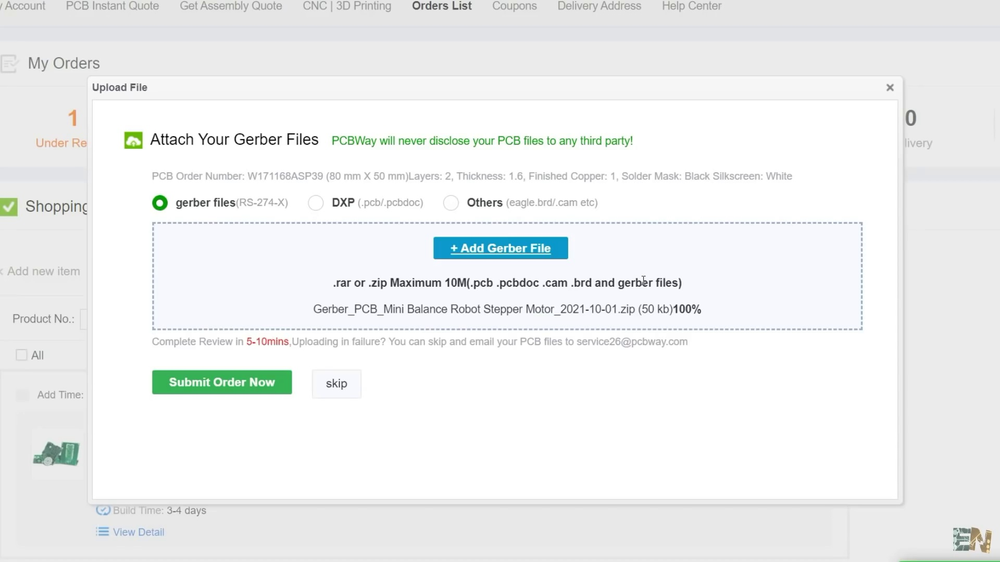 Account
PCB Instant Quote
Get Assembly Quote
CNC | 3D Printing
Orders List
Coupons
Delivery Address
Help Center
My Orders
Upload File
1
Under Re
0
livery
Attach Your Gerber Files
PCBWay will never disclose your PCB files to any third party!
PCB Order Number: W171168ASP39 (80 mm X 50 mm)Layers: 2, Thickness: 1.6, Finished Copper: 1, Solder Mask: Black Silkscreen: White
gerber files(RS-274-X)
DXP (.pcb/.pcbdoc)
Others (eagle.brd/.cam etc)
Shopping
+ Add Gerber File
.rar or .zip Maximum 10M(.pcb .pcbdoc .cam .brd and gerber files)
Add new item
Gerber_PCB_Mini Balance Robot Stepper Motor_2021-10-01.zip (50 kb)100%
Product No.:
Complete Review in 5-10mins,Uploading in failure? You can skip and email your PCB files to service26@pcbway.com
All
Submit Order Now
skip
Add Time:
Build Time: 3-4 days
View Detail
EN